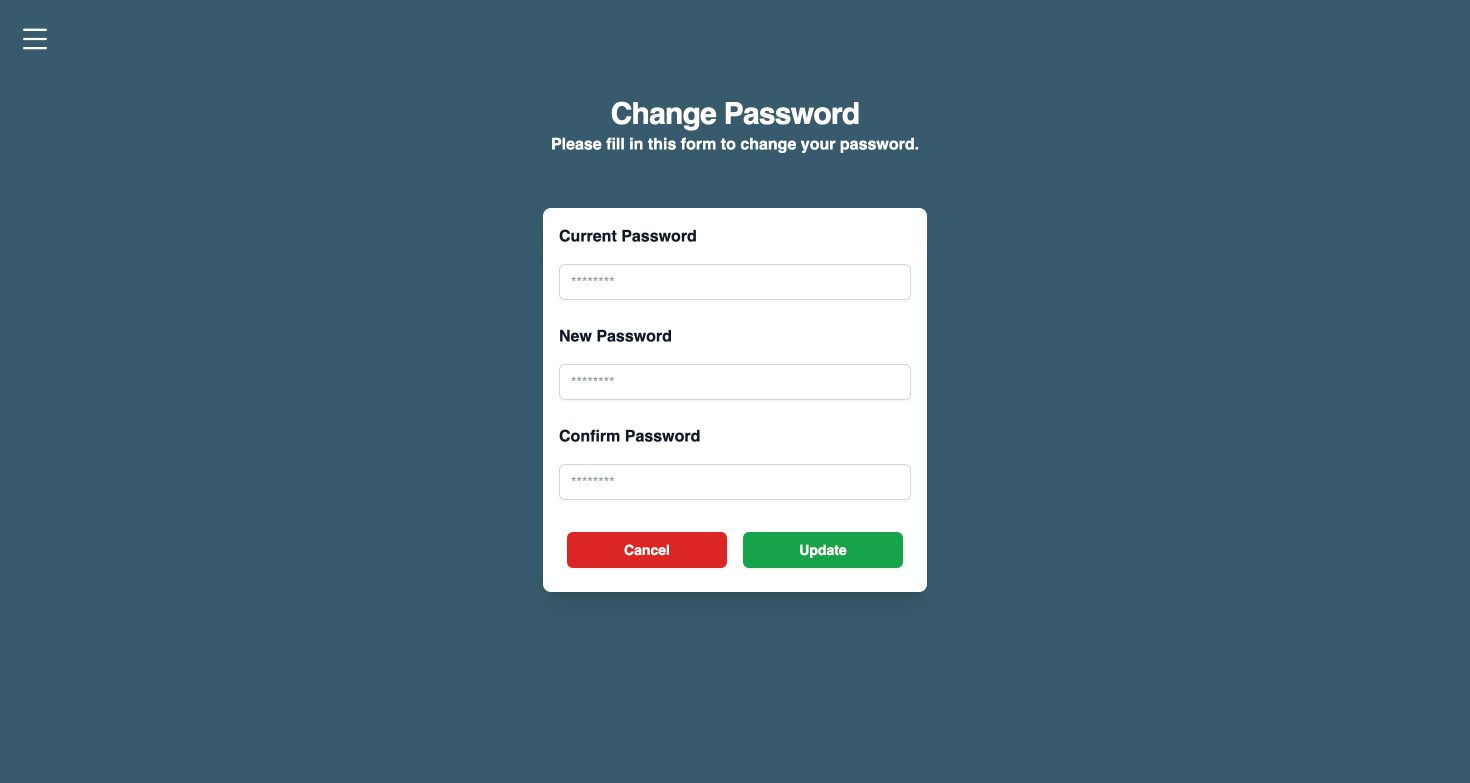 Change Password
Please fill in this form to change your password.
Current Password
********
New Password
********
Confirm Password
********
Cancel Update